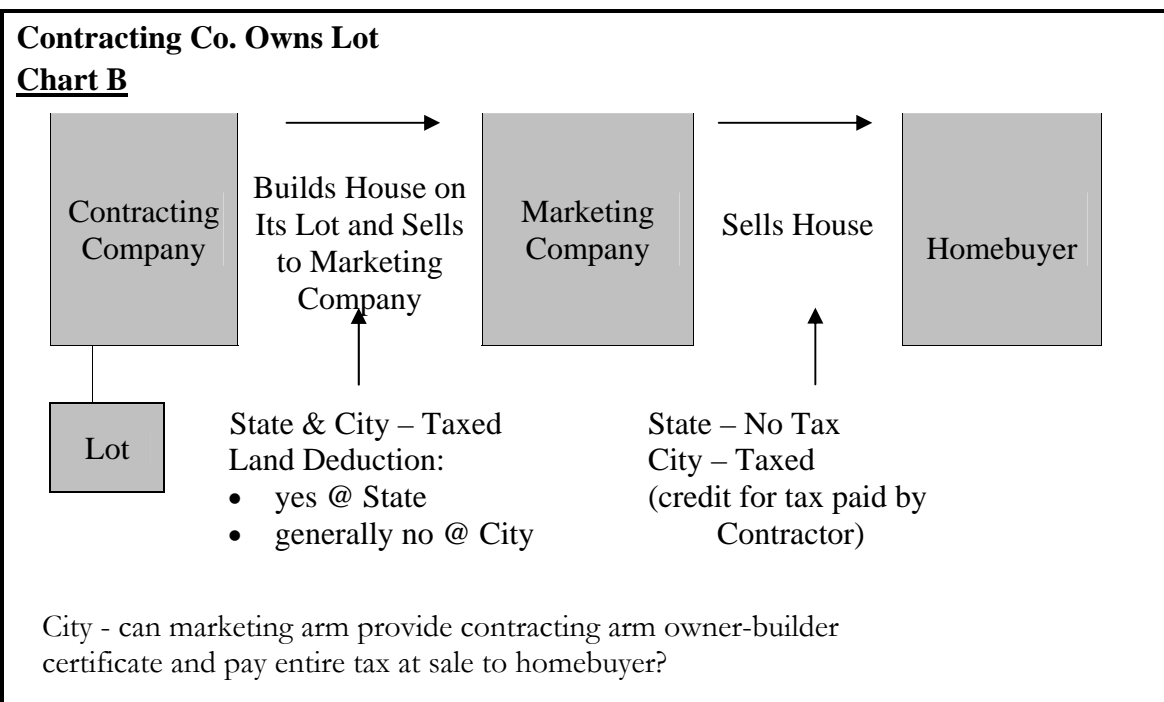 Contracting Co. Owns Lot
Chart B
Contracting
Company
Builds House on
Its Lot and Sells
to Marketing
Company
Marketing
Company
Sells House
Homebuyer
Lot
State & City – Taxed
Land Deduction:
• yes @ State
• generally no @ City
State – No Tax
City – Taxed
(credit for tax paid by
Contractor)
City - can marketing arm provide contracting arm owner-builder
certificate and pay entire tax at sale to homebuyer?